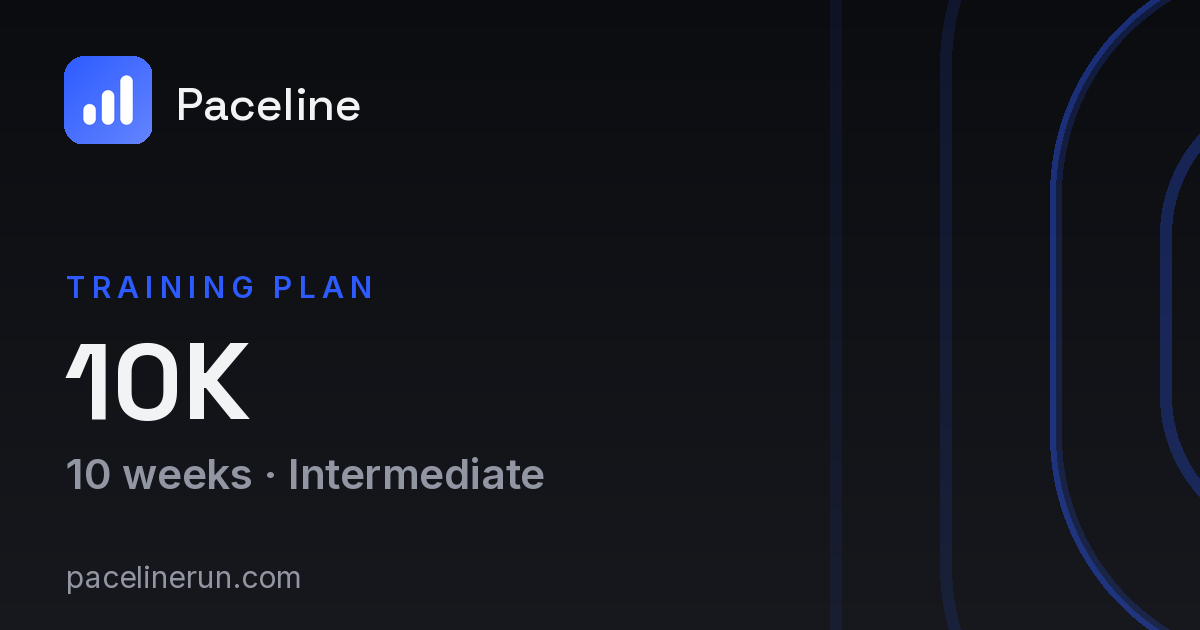 Paceline
TRAINING PLAN
10K
10 weeks · Intermediate
pacelinerun.com